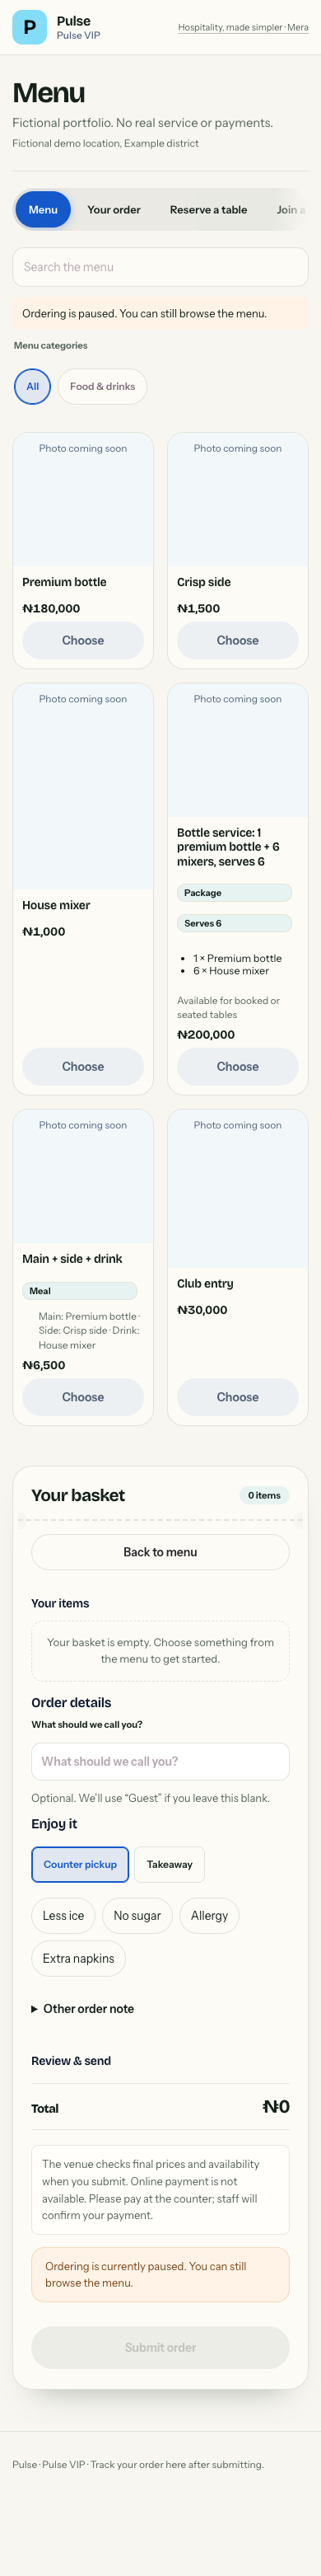 P
Pulse
Pulse VIP
Hospitality, made simpler · Mera
Menu
Fictional portfolio. No real service or payments.
Fictional demo location, Example district
Menu
Your order
Reserve a table
Join a
Search the menu
Ordering is paused. You can still browse the menu.
Menu categories
All
Food & drinks
Photo coming soon
Premium bottle
₦180,000
Choose
Photo coming soon
Crisp side
₦1,500
Choose
Photo coming soon
House mixer
₦1,000
Choose
Photo coming soon
Bottle service: 1
premium bottle + 6
mixers, serves 6
Package
Serves 6
• 1 × Premium bottle
• 6 × House mixer
Available for booked or
seated tables
₦200,000
Choose
Photo coming soon
Main + side + drink
Meal
Main: Premium bottle ·
Side: Crisp side · Drink:
House mixer
₦6,500
Choose
Photo coming soon
Club entry
₦30,000
Choose
Your basket
0 items
Back to menu
Your items
Your basket is empty. Choose something from
the menu to get started.
Order details
What should we call you?
What should we call you?
Optional. We'll use “Guest” if you leave this blank.
Enjoy it
Counter pickup
Takeaway
Less ice
No sugar
Allergy
Extra napkins
Other order note
Review & send
Total
₦0
The venue checks final prices and availability
when you submit. Online payment is not
available. Please pay at the counter; staff will
confirm your payment.
Ordering is currently paused. You can still
browse the menu.
Submit order
Pulse · Pulse VIP · Track your order here after submitting.